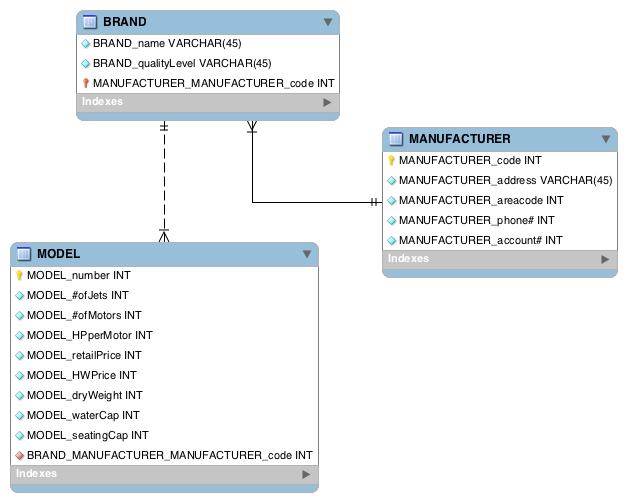 BRAND
BRAND_name VARCHAR(45)
BRAND_qualityLevel VARCHAR(45)
MANUFACTURER_MANUFACTURER_code INT
Indexes
MANUFACTURER
MANUFACTURER_code INT
MANUFACTURER_address VARCHAR(45)
MANUFACTURER_areacode INT
MANUFACTURER_phone# INT
MANUFACTURER_account# INT
Indexes
MODEL
MODEL_number INT
MODEL_#ofJets INT
MODEL_#ofMotors INT
MODEL_HPperMotor INT
MODEL_retailPrice INT
MODEL_HWPrice INT
MODEL_dryWeight INT
MODEL_waterCap INT
MODEL_seatingCap INT
BRAND_MANUFACTURER_MANUFACTURER_code INT
Indexes